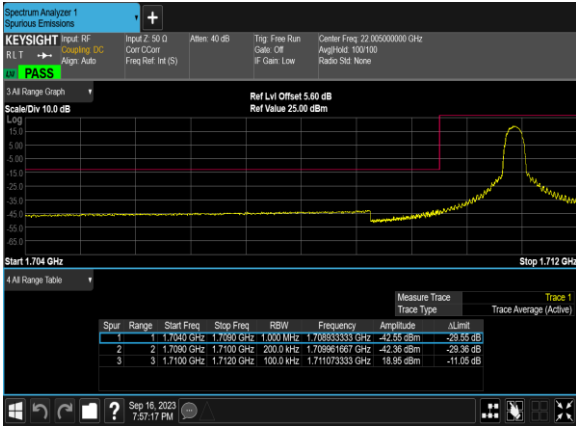 Spectrum Analyzer 1
Spurious Emissions
KEYSIGHT Input: RF Input Z: 50 Ω Atten: 40 dB Trig: Free Run Center Freq: 22.005000000 GHz
RLT Coupling: DC Corr CCorr Gate: Off Avg|Hold: 100/100
Align: Auto Freq Ref: Int (S) IF Gain: Low Radio Std: None
PASS
3 All Range Graph Ref Lvl Offset 5.60 dB
Scale/Div 10.0 dB Ref Value 25.00 dBm
Log
15.0
5.00
-5.00
-15.0
-25.0
-35.0
-45.0
-55.0
-65.0
Start 1.704 GHz Stop 1.712 GHz
4 All Range Table
Measure Trace Trace 1
Trace Type Trace Average (Active)
Spur Range Start Freq Stop Freq RBW Frequency Amplitude ΔLimit
1 1 1.7040 GHz 1.7090 GHz 1.000 MHz 1.708933333 GHz -42.55 dBm -29.55 dB
2 2 1.7090 GHz 1.7100 GHz 200.0 kHz 1.709961667 GHz -42.36 dBm -29.36 dB
3 3 1.7100 GHz 1.7120 GHz 100.0 kHz 1.711073333 GHz 18.95 dBm -11.05 dB
? Sep 16, 2023
7:57:17 PM